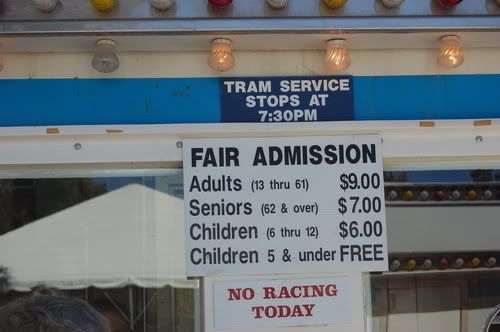 TRAM SERVICE
STOPS AT
7:30PM
FAIR ADMISSION
Adults (13 thru 61) $9.00
Seniors (62 & over) $7.00
Children (6 thru 12) $6.00
Children 5 & under FREE
NO RACING
TODAY